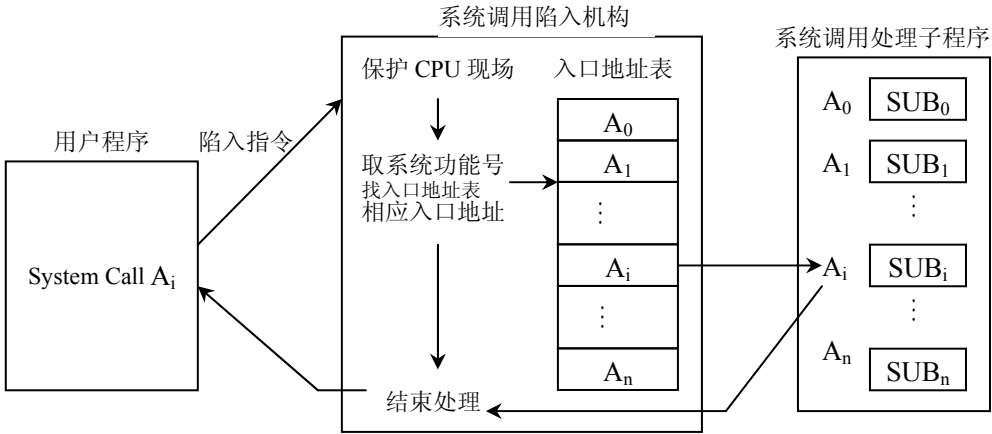 系统调用陷入机构
系统调用处理子程序
用户程序
陷入指令
System Call Aᵢ
保护 CPU 现场
取系统功能号
找入口地址表
相应入口地址
结束处理
入口地址表
A₀
A₁
⋮
Aᵢ
⋮
Aₙ
A₀ SUB₀
A₁ SUB₁
⋮
Aᵢ SUBᵢ
⋮
Aₙ SUBₙ